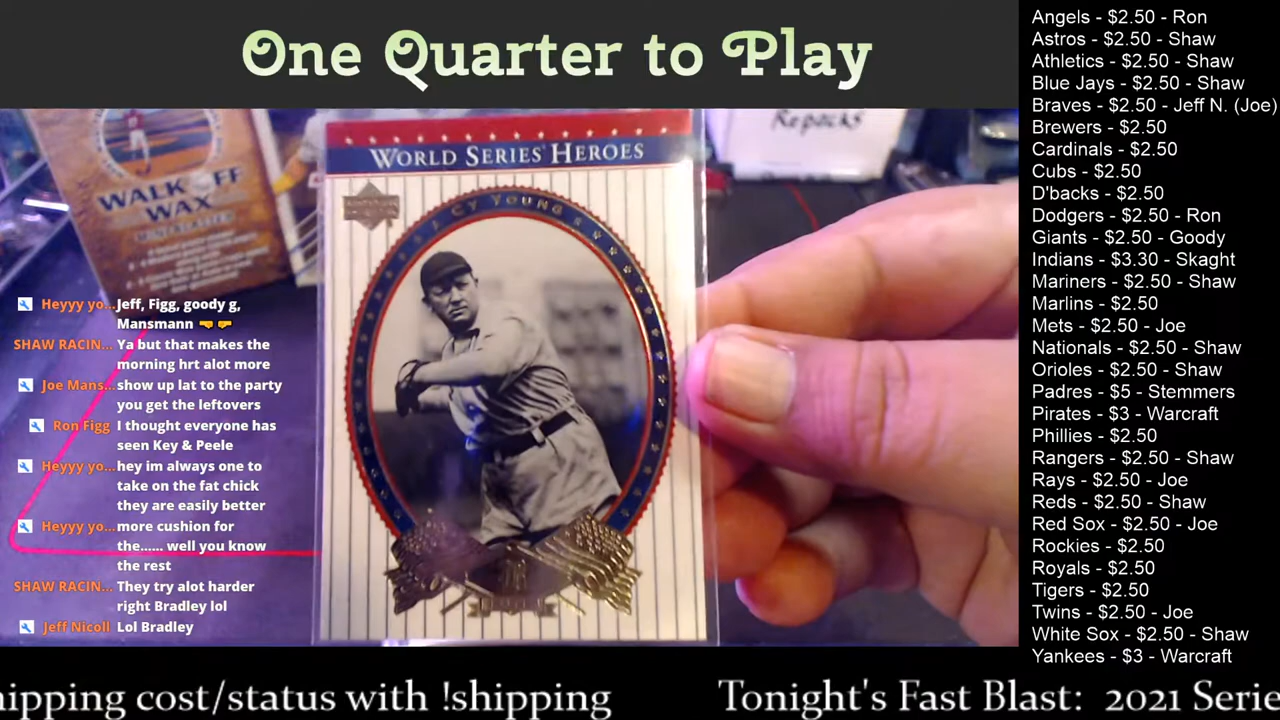 One Quarter to Play
WORLD SERIES HEROES
CY YOUNG
Repacks
WALK OFF
WAX
Heyyy yo... Jeff, Figg, goody g,
Mansmann 🤜 🤛
SHAW RACIN... Ya but that makes the
morning hrt alot more
Joe Mans... show up lat to the party
you get the leftovers
Ron Figg I thought everyone has
seen Key & Peele
Heyyy yo... hey im always one to
take on the fat chick
they are easily better
Heyyy yo... more cushion for
the...... well you know
the rest
SHAW RACIN... They try alot harder
right Bradley lol
Jeff Nicoll Lol Bradley
Angels - $2.50 - Ron
Astros - $2.50 - Shaw
Athletics - $2.50 - Shaw
Blue Jays - $2.50 - Shaw
Braves - $2.50 - Jeff N. (Joe)
Brewers - $2.50
Cardinals - $2.50
Cubs - $2.50
D'backs - $2.50
Dodgers - $2.50 - Ron
Giants - $2.50 - Goody
Indians - $3.30 - Skaght
Mariners - $2.50 - Shaw
Marlins - $2.50
Mets - $2.50 - Joe
Nationals - $2.50 - Shaw
Orioles - $2.50 - Shaw
Padres - $5 - Stemmers
Pirates - $3 - Warcraft
Phillies - $2.50
Rangers - $2.50 - Shaw
Rays - $2.50 - Joe
Reds - $2.50 - Shaw
Red Sox - $2.50 - Joe
Rockies - $2.50
Royals - $2.50
Tigers - $2.50
Twins - $2.50 - Joe
White Sox - $2.50 - Shaw
Yankees - $3 - Warcraft
hipping cost/status with !shipping
Tonight's Fast Blast: 2021 Serie